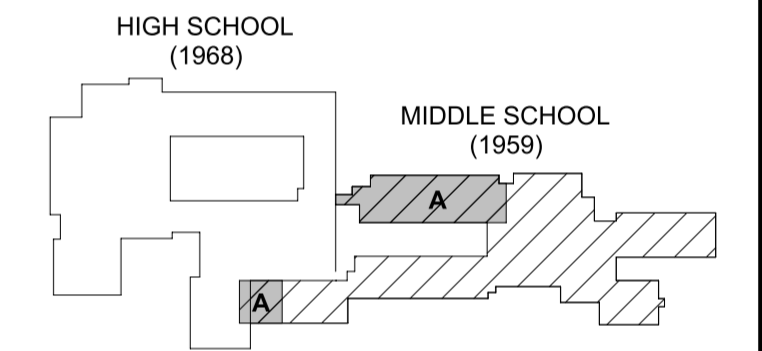 HIGH SCHOOL
(1968)
MIDDLE SCHOOL
(1959)
A
A